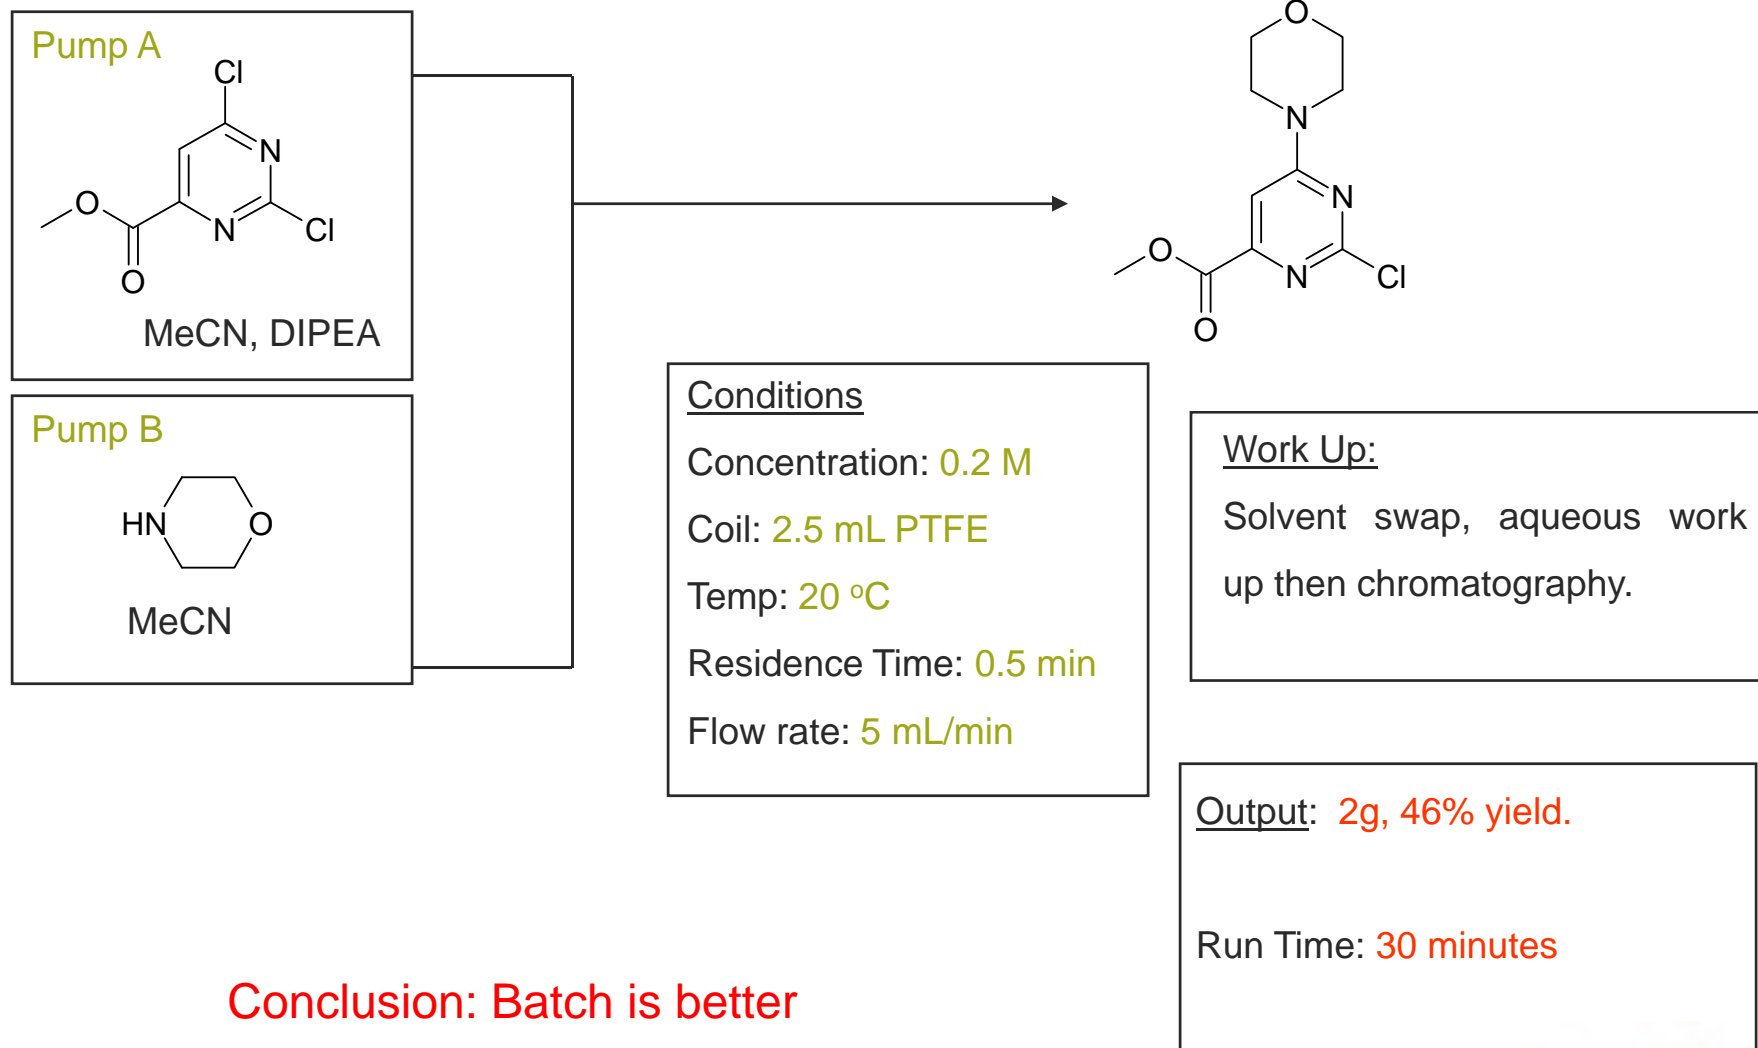 Pump A
Cl
N
O
N
Cl
O
MeCN, DIPEA
Pump B
HN
O
MeCN
O
N
N
O
N
Cl
O
Conditions
Concentration: 0.2 M
Coil: 2.5 mL PTFE
Temp: 20 ºC
Residence Time: 0.5 min
Flow rate: 5 mL/min
Work Up:
Solvent swap, aqueous work
up then chromatography.
Output: 2g, 46% yield.
Run Time: 30 minutes
Conclusion: Batch is better